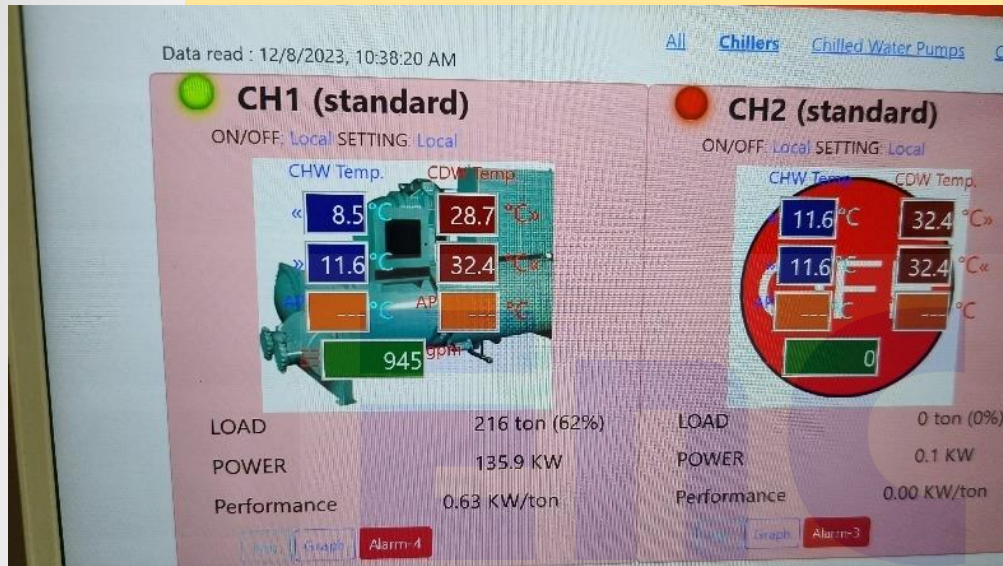 Data read : 12/8/2023, 10:38:20 AM
All Chillers Chilled Water Pumps
CH1 (standard)
ON/OFF: Local SETTING: Local
CHW Temp. CDW Temp.
« 8.5 °C 28.7 °C»
» 11.6 °C 32.4 °C«
AP --- °C AP --- °C
945 gpm
LOAD 216 ton (62%)
POWER 135.9 KW
Performance 0.63 KW/ton
Graph Alarm-4
CH2 (standard)
ON/OFF: Local SETTING: Local
CHW Temp. CDW Temp.
« 11.6 °C 32.4 °C»
» 11.6 °C 32.4 °C«
AP --- °C --- °C
0
LOAD 0 ton (0%)
POWER 0.1 KW
Performance 0.00 KW/ton
Graph Alarm-3